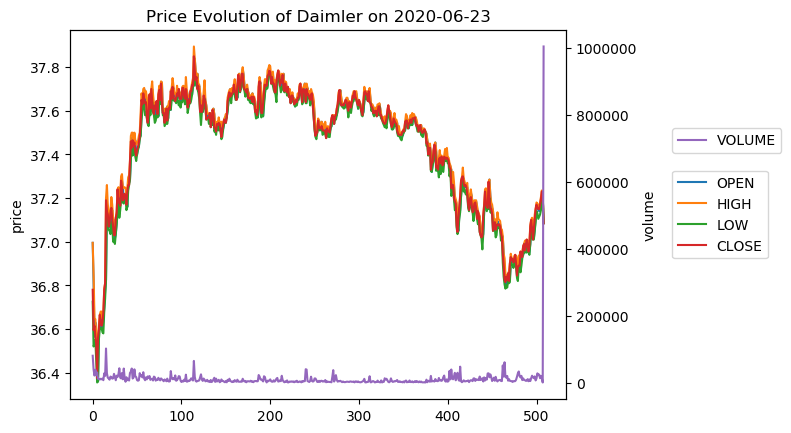 Price Evolution of Daimler on 2020-06-23
price
37.8
37.6
37.4
37.2
37.0
36.8
36.6
36.4
0
100
200
300
400
500
1000000
800000
600000
400000
200000
0
volume
VOLUME
OPEN
HIGH
LOW
CLOSE